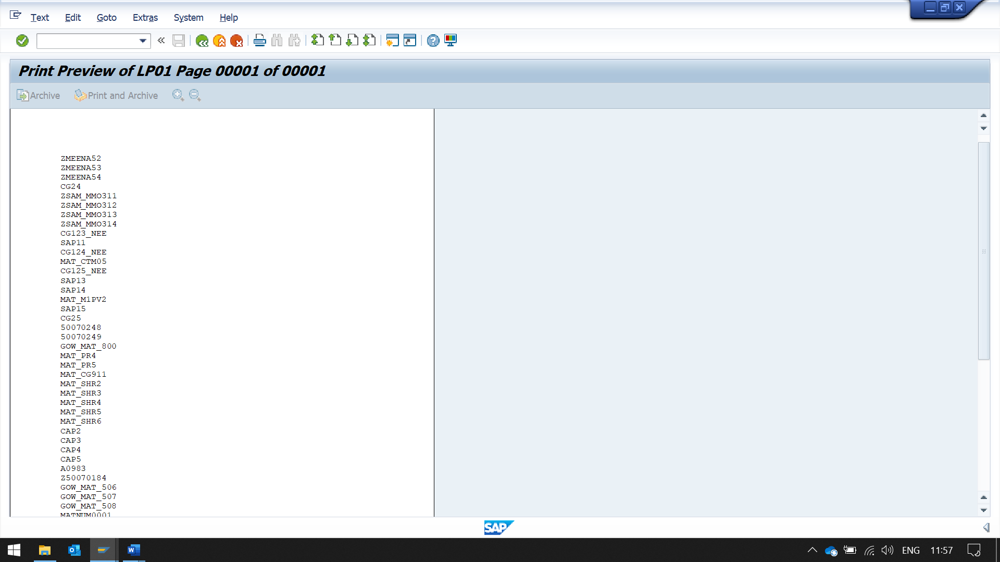 Text Edit Goto Extras System Help
Print Preview of LP01 Page 00001 of 00001
Archive Print and Archive
ZMEENA52
ZMEENA53
ZMEENA54
CG24
ZSAM_MMO311
ZSAM_MMO312
ZSAM_MMO313
ZSAM_MMO314
CG123_NEE
SAP11
CG124_NEE
MAT_CTM05
CG125_NEE
SAP13
SAP14
MAT_M1PV2
SAP15
CG25
50070248
50070249
GOW_MAT_800
MAT_PR4
MAT_PR5
MAT_CG911
MAT_SHR2
MAT_SHR3
MAT_SHR4
MAT_SHR5
MAT_SHR6
CAP2
CAP3
CAP4
CAP5
A0983
Z50070184
GOW_MAT_506
GOW_MAT_507
GOW_MAT_508
MATNUM0001
SAP
ENG 11:57